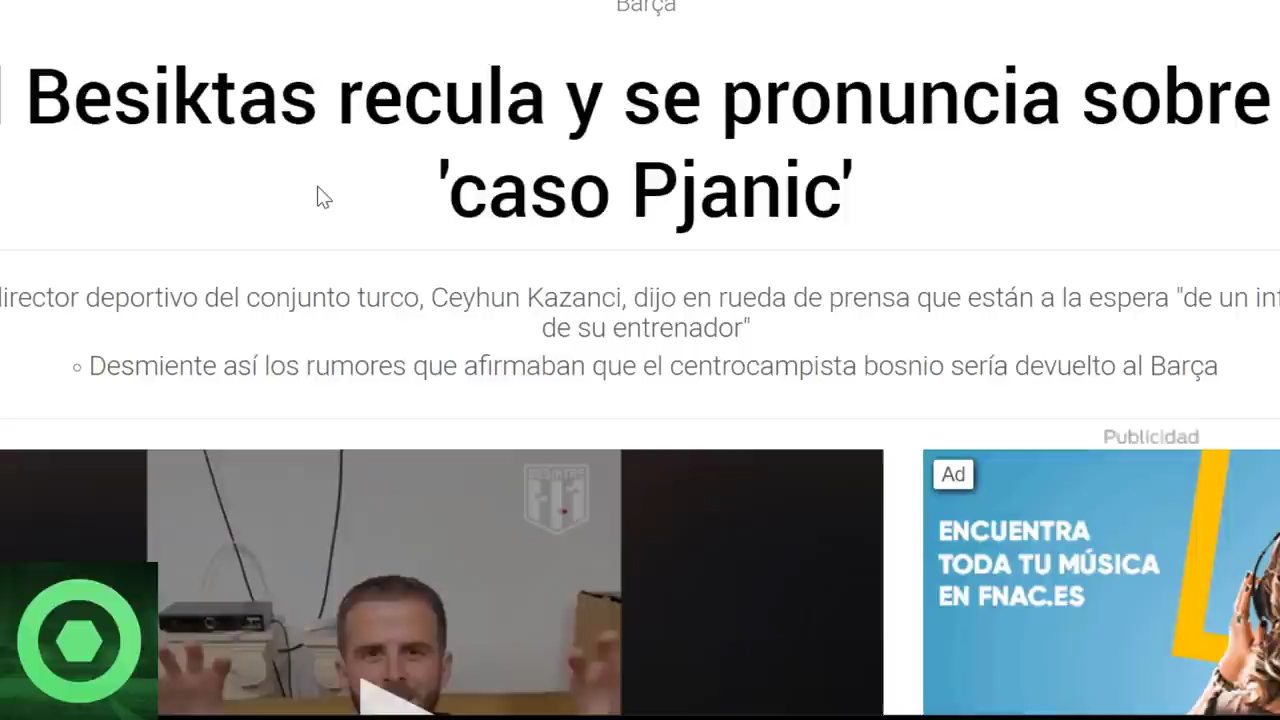 Barça
Besiktas recula y se pronuncia sobre
'caso Pjanic'
director deportivo del conjunto turco, Ceyhun Kazanci, dijo en rueda de prensa que están a la espera "de un
de su entrenador"
Desmiente así los rumores que afirmaban que el centrocampista bosnio sería devuelto al Barça
Publicidad
Ad
ENCUENTRA
TODA TU MÚSICA
EN FNAC.ES
BESIKTAS